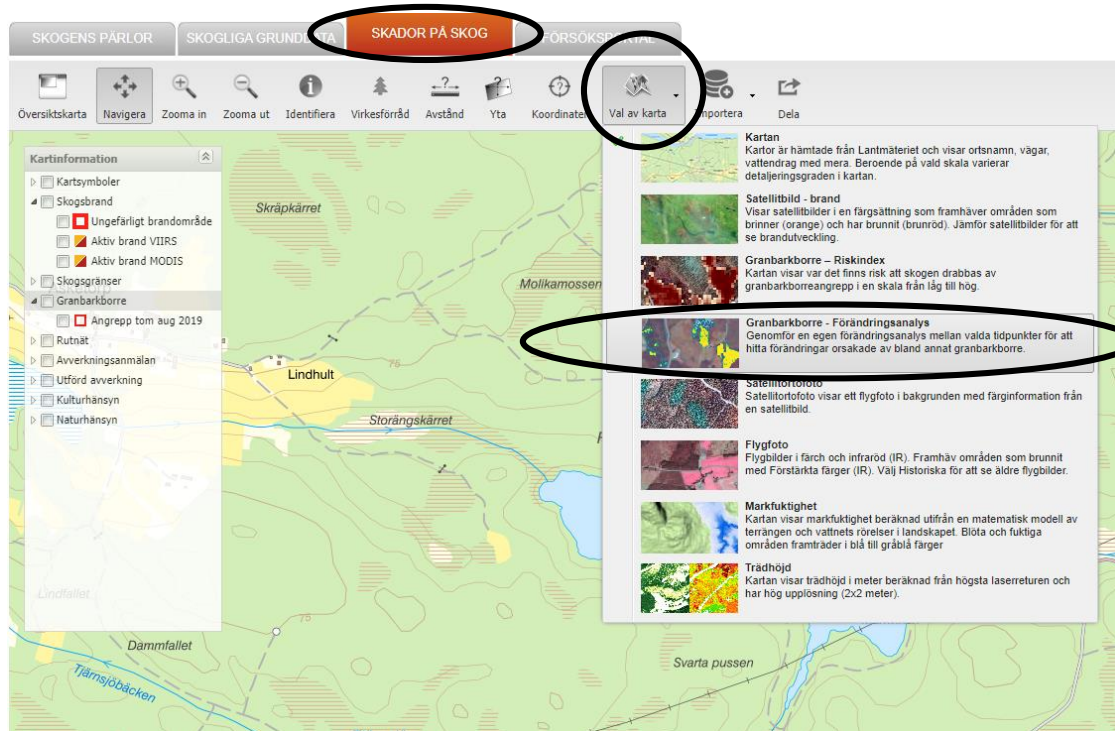 SKOGENS PÄRLOR
SKOGLIGA GRUNDDATA
SKADOR PÅ SKOG
FÖRSÖKSPORTAL
Översiktskarta
Navigera
Zooma in
Zooma ut
Identifiera
Virkesförråd
Avstånd
Yta
Koordinater
Val av karta
Importera
Dela
Kartinformation
Kartsymboler
Skogsbrand
Ungefärligt brandområde
Aktiv brand VIIRS
Aktiv brand MODIS
Skogsgränser
Granbarkborre
Angrepp tom aug 2019
Rutnät
Avverkningsanmälan
Utförd avverkning
Kulturhänsyn
Naturhänsyn
Kartan
Kartor är hämtade från Lantmäteriet och visar ortsnamn, vägar,
vattendrag med mera. Beroende på vald skala varierar
detaljeringsgraden i kartan.
Satellitbild - brand
Visar satellitbilder i en färgsättning som framhäver områden som
brinner (orange) och har brunnit (brunröd). Jämför satellitbilder för att
se brandutveckling.
Granbarkborre – Riskindex
Kartan visar var det finns risk att skogen drabbas av
granbarkborreangrepp i en skala från låg till hög.
Granbarkborre - Förändringsanalys
Genomför en egen förändringsanalys mellan valda tidpunkter för att
hitta förändringar orsakade av bland annat granbarkborre.
Satellitortofoto
Satellitortofoto visar ett flygfoto i bakgrunden med färginformation från
en satellitbild.
Flygfoto
Flygbilder i färch och infraröd (IR). Framhäv områden som brunnit
med Förstärkta färger (IR). Välj Historiska för att se äldre flygbilder.
Markfuktighet
Kartan visar markfuktighet beräknad utifrån en matematisk modell av
terrängen och vattnets rörelser i landskapet. Blöta och fuktiga
områden framträder i blå till gråblå färger
Trädhöjd
Kartan visar trädhöjd i meter beräknad från högsta laserreturen och
har hög upplösning (2x2 meter).
Skräpkärret
Molikamossen
Asketorp
75
Lindhult
Storängskärret
Lindfallet
75
Dammfallet
Tjärnsjöbäcken
Svarta pussen